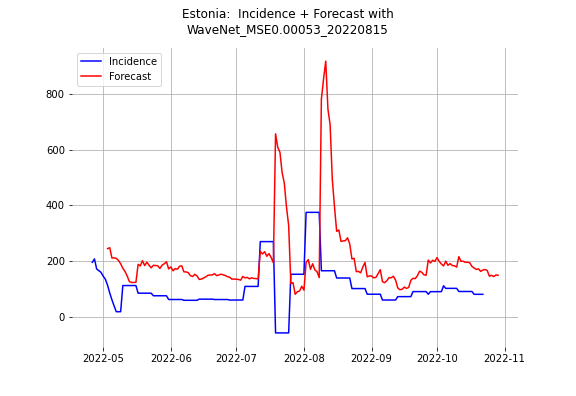 Estonia:  Incidence + Forecast with
WaveNet_MSE0.00053_20220815
Incidence
Forecast
800
600
400
200
0
2022-05 2022-06 2022-07 2022-08 2022-09 2022-10 2022-11